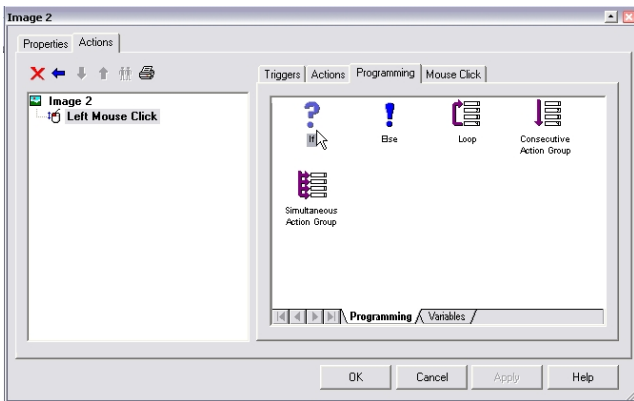 Image 2
Properties Actions
Triggers Actions Programming Mouse Click
Image 2
Left Mouse Click
If Else Loop Consecutive
Action Group
Simultaneous
Action Group
Programming Variables
OK Cancel Apply Help